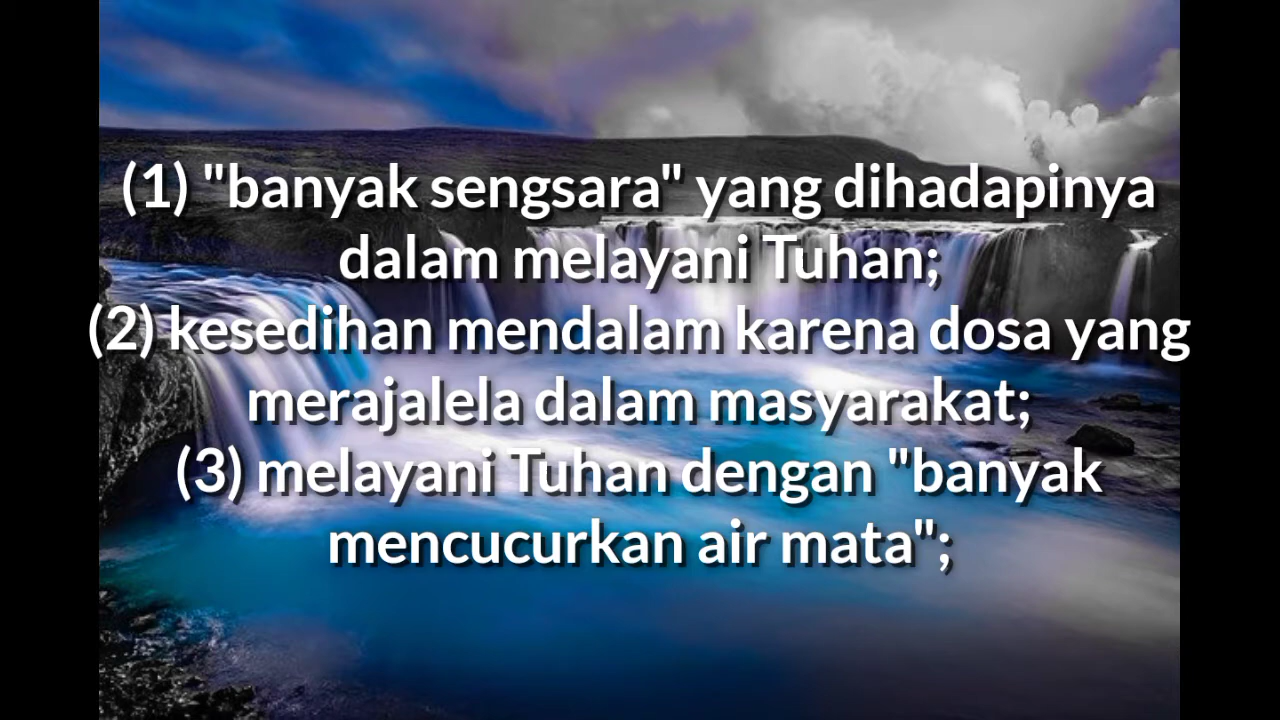 (1) "banyak sengsara" yang dihadapinya
dalam melayani Tuhan;
(2) kesedihan mendalam karena dosa yang
merajalela dalam masyarakat;
(3) melayani Tuhan dengan "banyak
mencucurkan air mata";